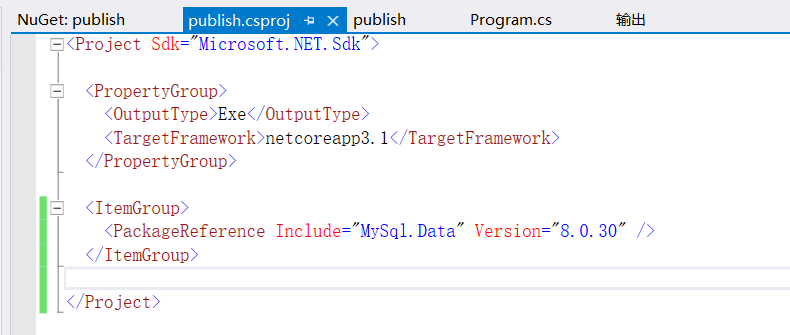 NuGet: publish publish.csproj publish Program.cs 输出
<Project Sdk="Microsoft.NET.Sdk">
<PropertyGroup>
<OutputType>Exe</OutputType>
<TargetFramework>netcoreapp3.1</TargetFramework>
</PropertyGroup>
<ItemGroup>
<PackageReference Include="MySql.Data" Version="8.0.30" />
</ItemGroup>
</Project>